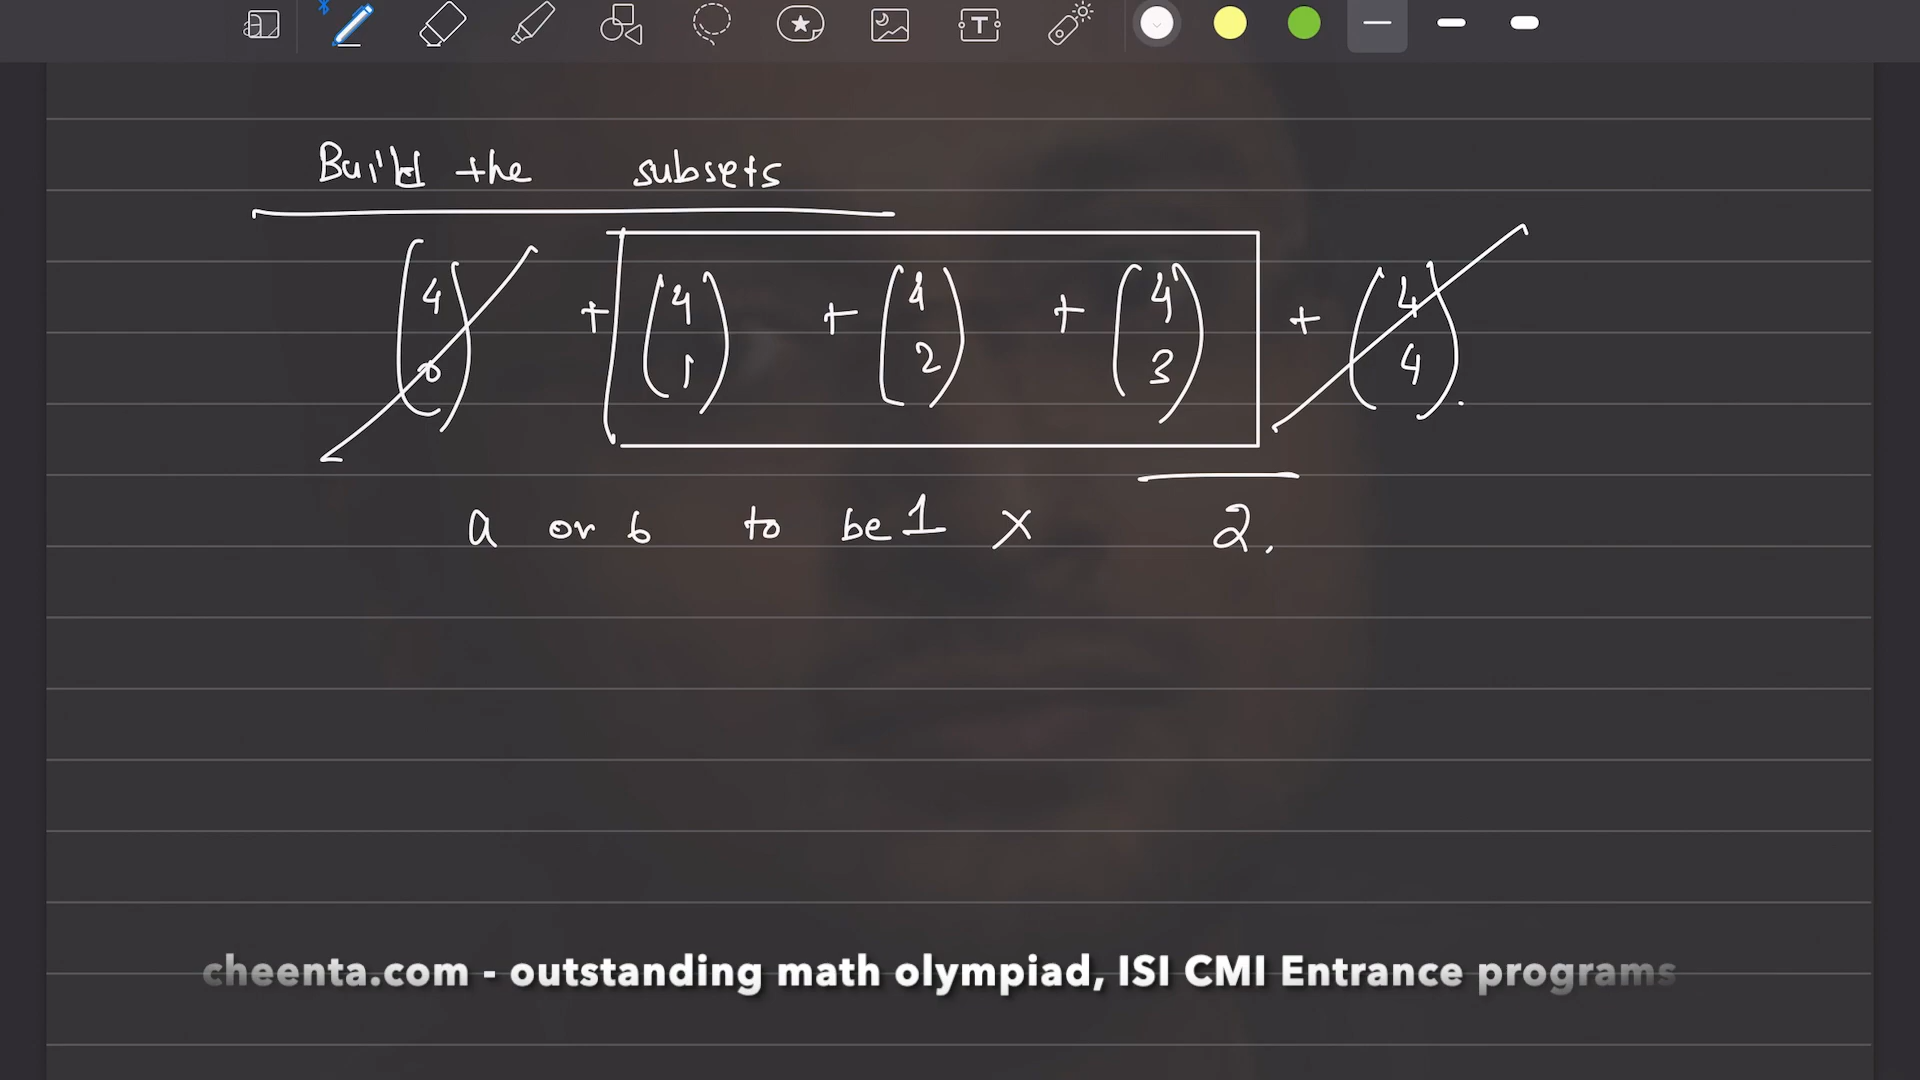 Build the subsets
(4 0) + (4 1) + (4 2) + (4 3) + (4 4).
a or b to be 1 X 2.
cheenta.com - outstanding math olympiad, ISI CMI Entrance programs